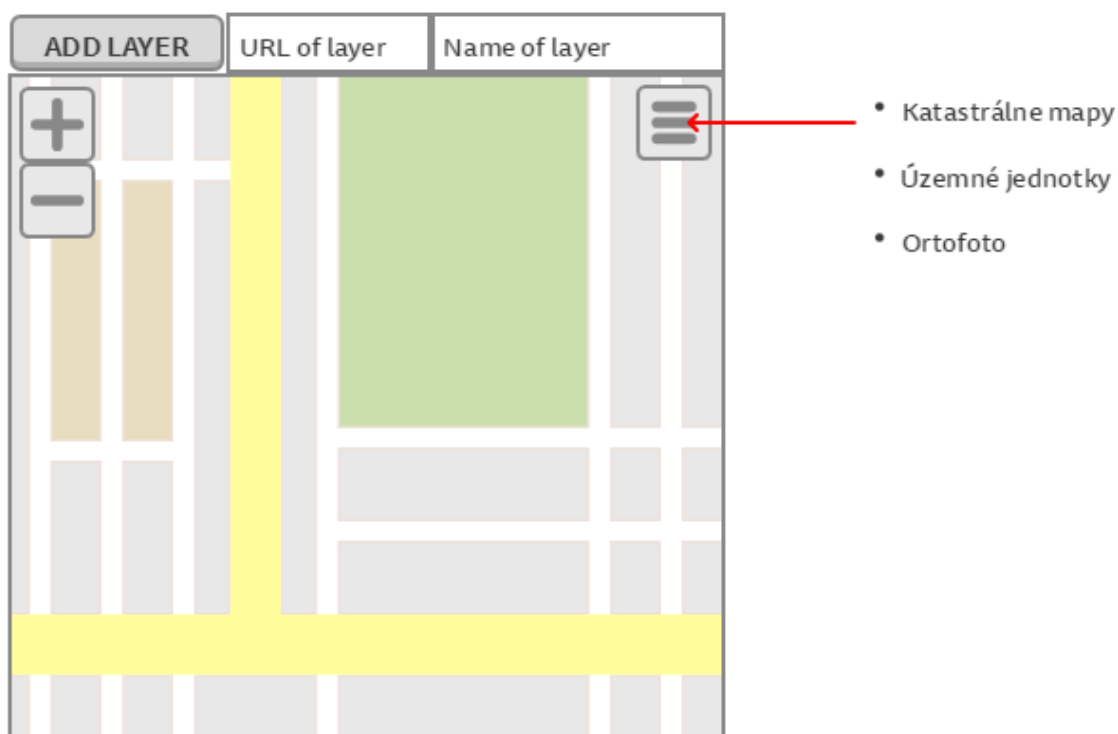 ADD LAYER
URL of layer
Name of layer
• Katastrálne mapy
• Územné jednotky
• Ortofoto